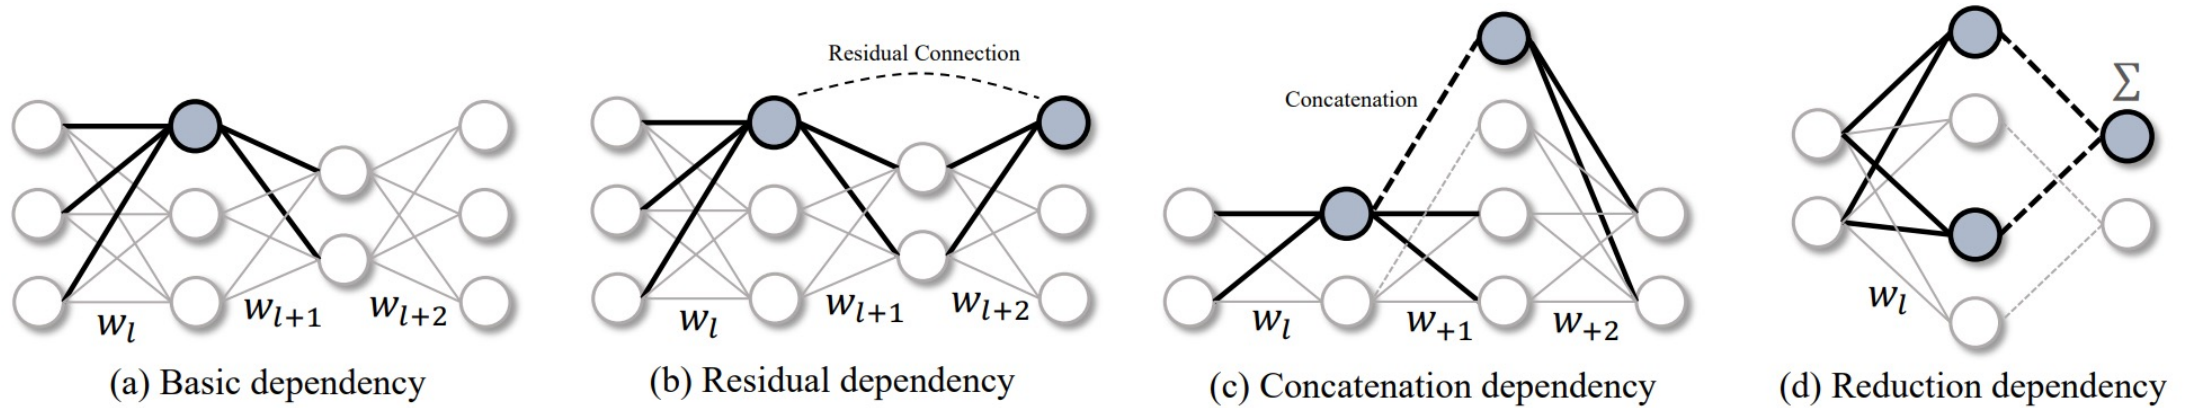 Residual Connection
Concatenation
Σ
w_l
w_{l+1}
w_{l+2}
w_l
w_{l+1}
w_{l+2}
w_l
w_{+1}
w_{+2}
w_l
(a) Basic dependency
(b) Residual dependency
(c) Concatenation dependency
(d) Reduction dependency